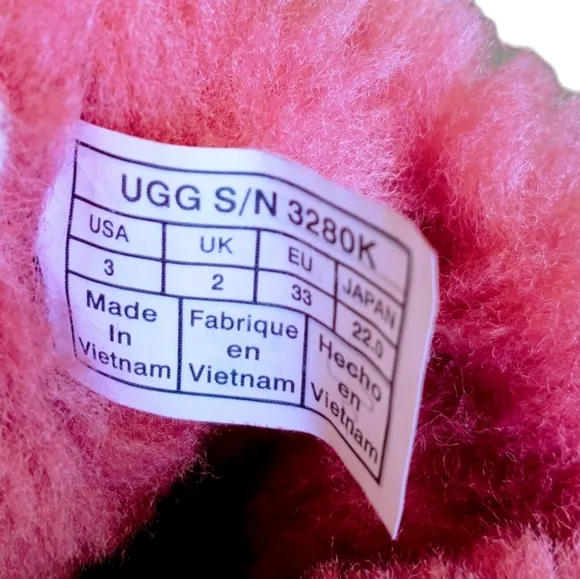 UGG S/N 3280K
USA UK EU JAPAN
3 2 33 22.0
Made In Vietnam
Fabrique en Vietnam
Hecho en Vietnam